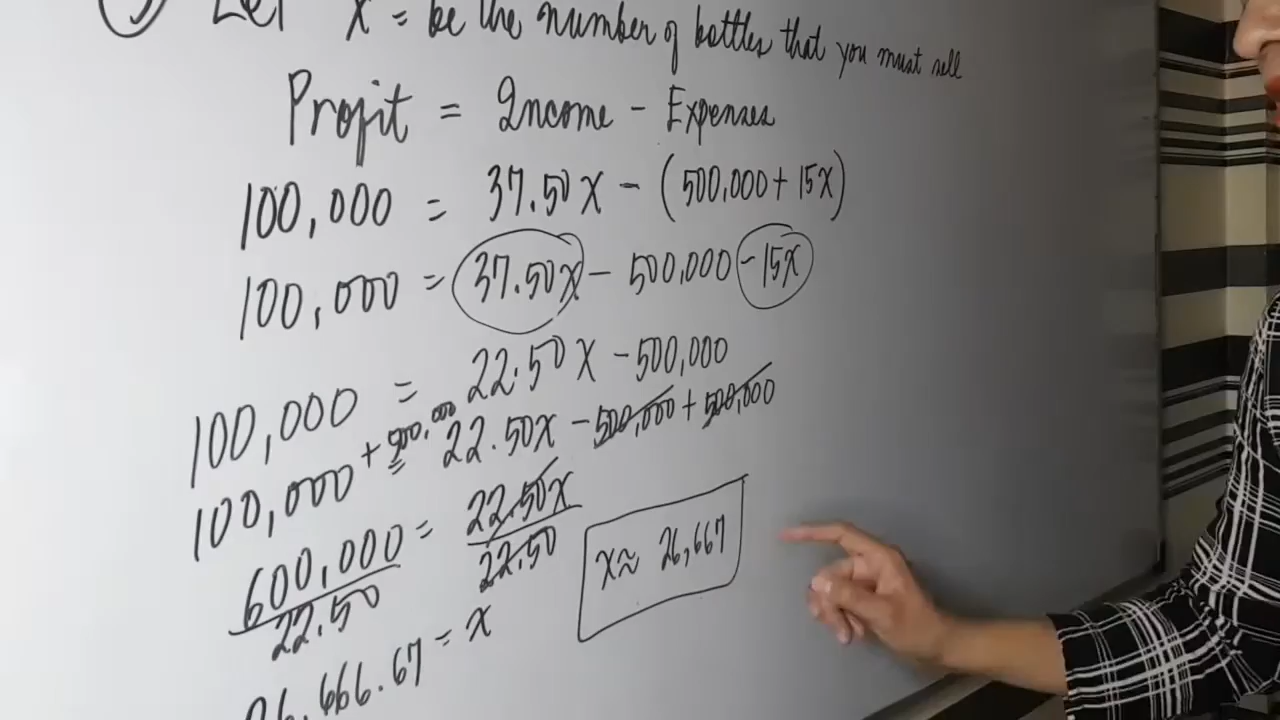 Let x = be the number of bottles that you must sell
Profit = Income - Expenses
100,000 = 37.50x - (500,000 + 15x)
100,000 = 37.50x - 500,000 - 15x
100,000 = 22.50x - 500,000
100,000 + 500,000 = 22.50x - 500,000 + 500,000
600,000 = 22.50x
22.50 22.50
x ≈ 26,667
26,666.67 = x